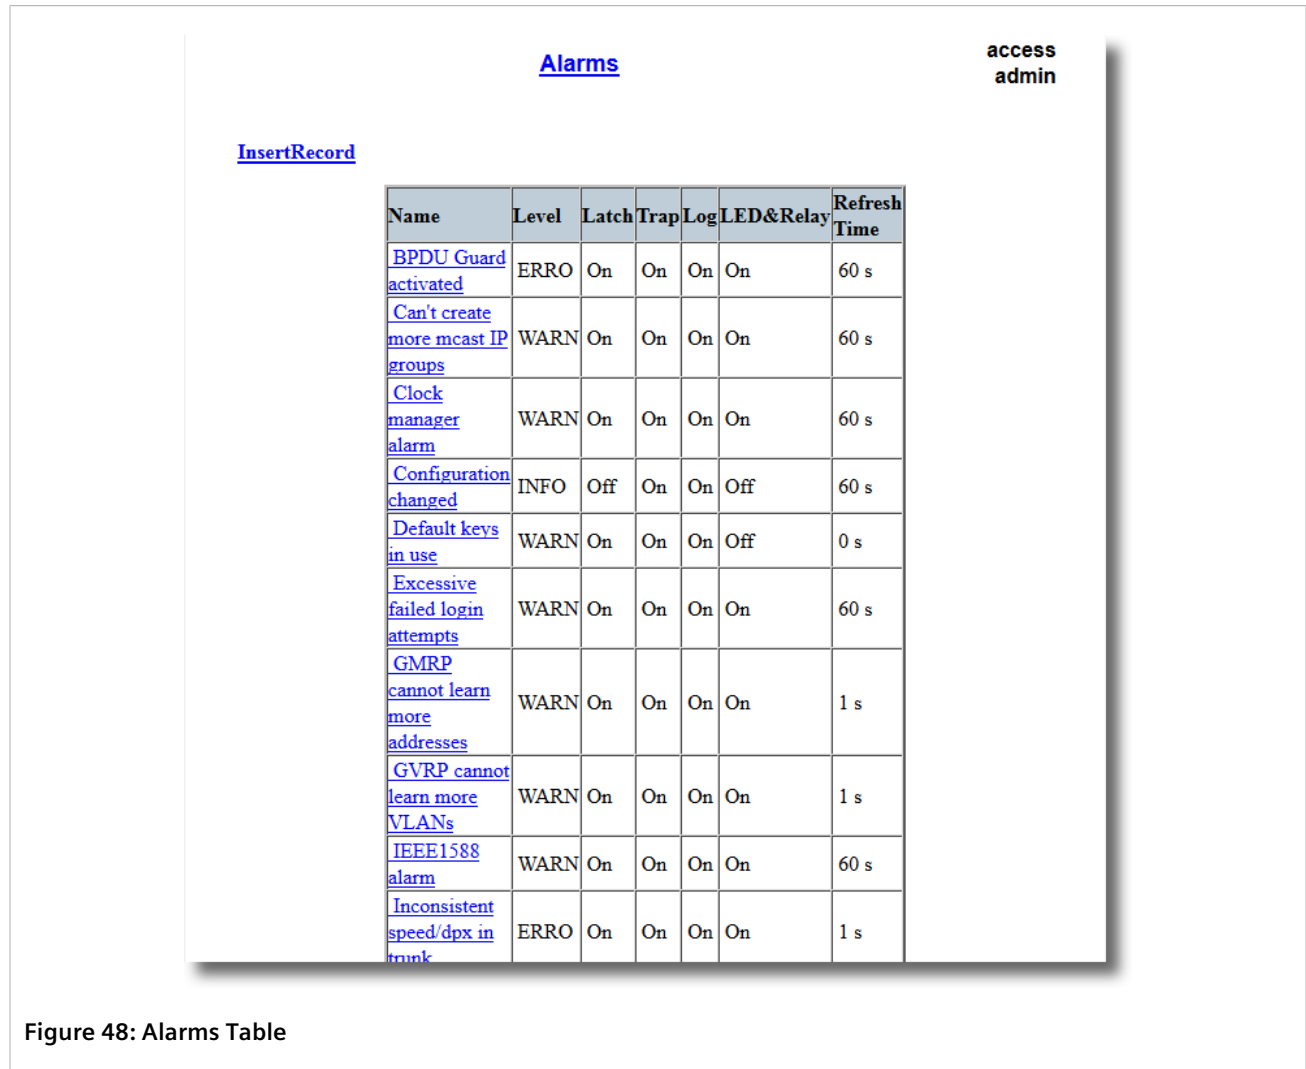 Alarms
access
admin
InsertRecord
Name Level Latch Trap Log LED&Relay Refresh
Time
BPDU Guard
activated ERRO On On On On 60 s
Can't create
more mcast IP WARN On On On On 60 s
groups
Clock
manager WARN On On On On 60 s
alarm
Configuration
changed INFO Off On On Off 60 s
Default keys
in use WARN On On On Off 0 s
Excessive
failed login WARN On On On On 60 s
attempts
GMRP
cannot learn WARN On On On On 1 s
more
addresses
GVRP cannot
learn more WARN On On On On 1 s
VLANs
IEEE1588
alarm WARN On On On On 60 s
Inconsistent
speed/dpx in ERRO On On On On 1 s
trunk
Figure 48: Alarms Table